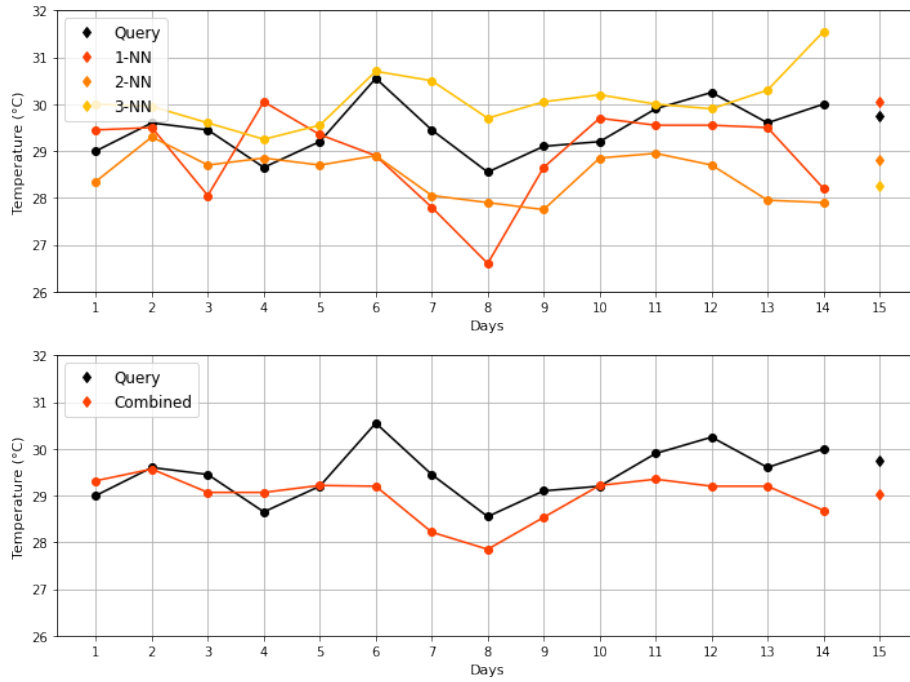 32
31
30
29
28
27
26
Temperature (°C)
Query
1-NN
2-NN
3-NN
1 2 3 4 5 6 7 8 9 10 11 12 13 14 15
Days
32
31
30
29
28
27
26
Temperature (°C)
Query
Combined
1 2 3 4 5 6 7 8 9 10 11 12 13 14 15
Days